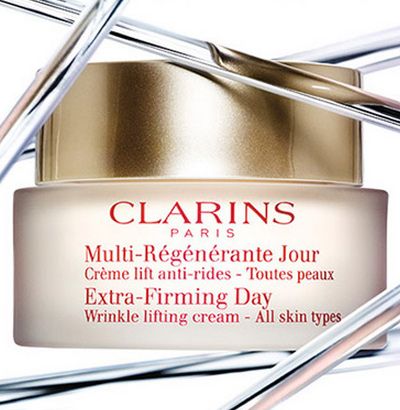 CLARINS
PARIS
Multi-Régénérante Jour
Crème lift anti-rides - Toutes peaux
Extra-Firming Day
Wrinkle lifting cream - All skin types